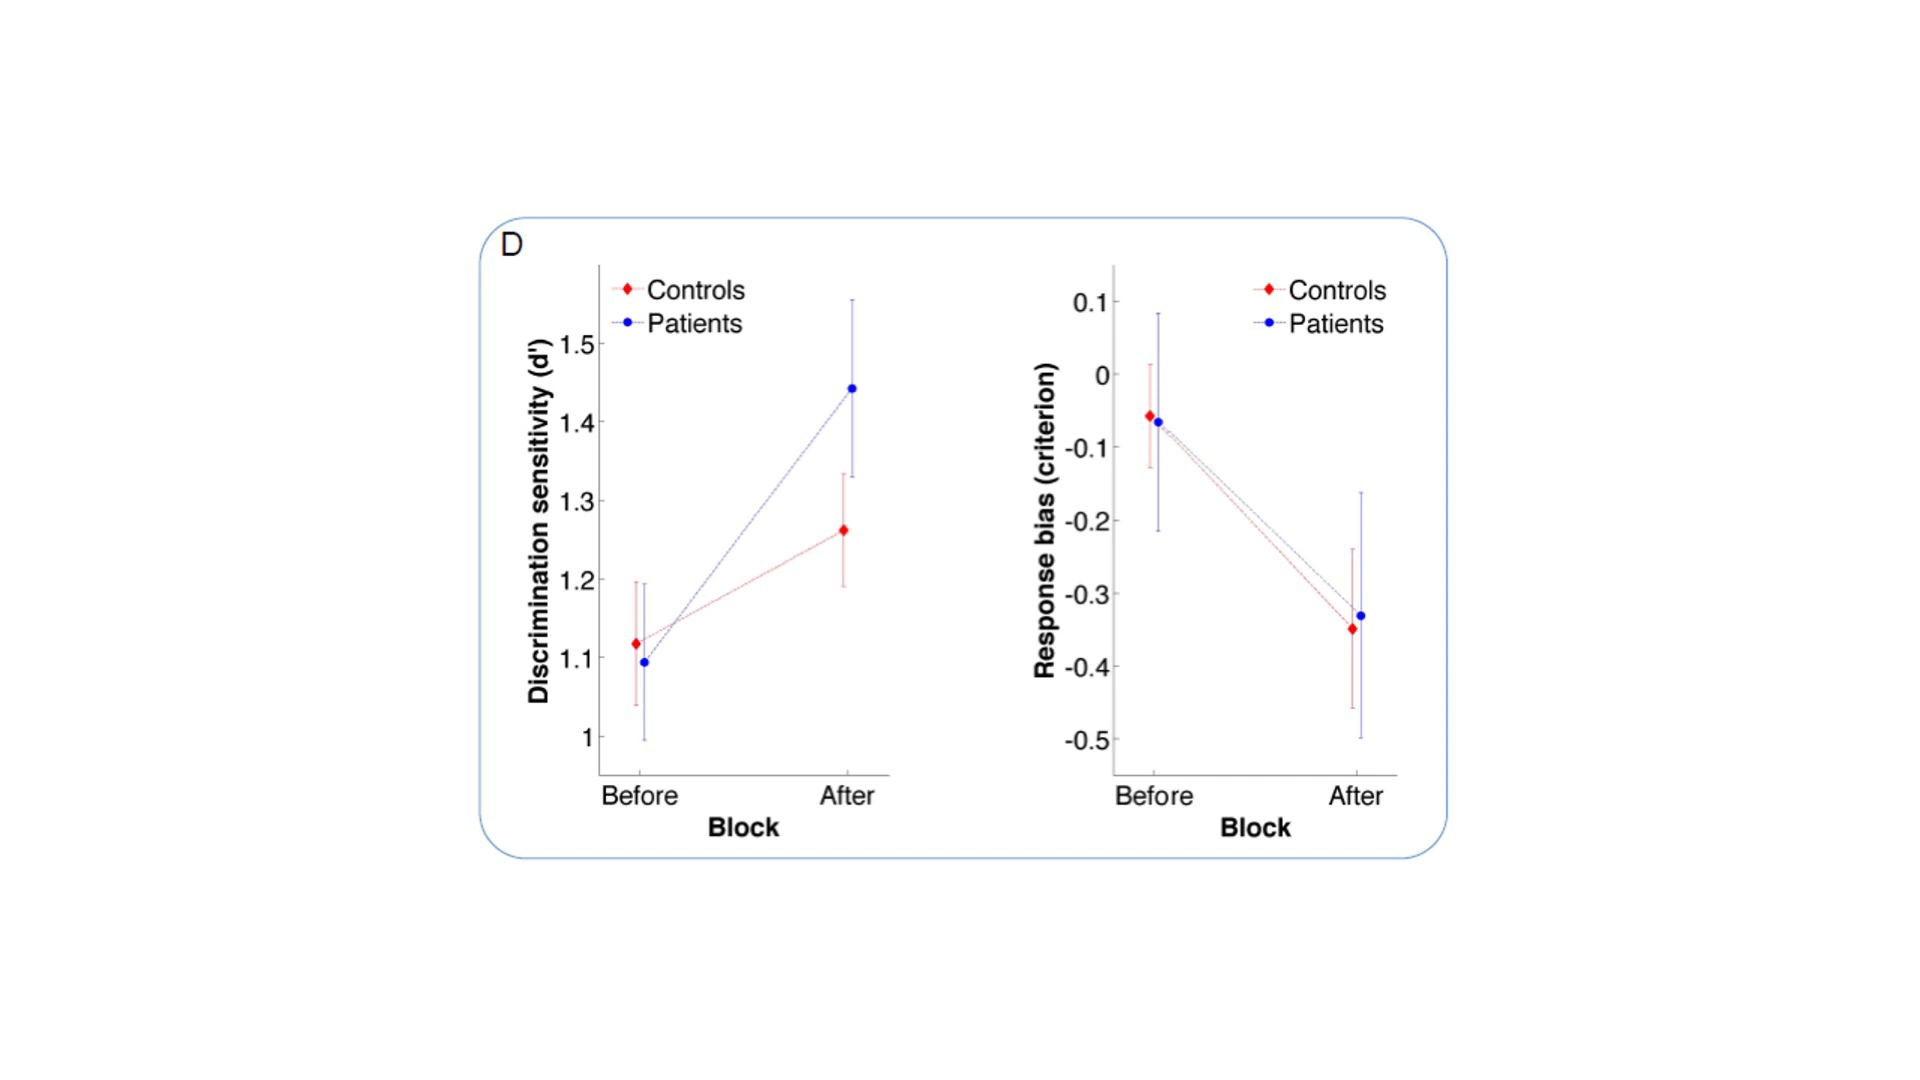 D
Controls
Patients
Discrimination sensitivity (d')
1.5
1.4
1.3
1.2
1.1
1
Before
After
Block
Controls
Patients
Response bias (criterion)
0.1
0
-0.1
-0.2
-0.3
-0.4
-0.5
Before
After
Block